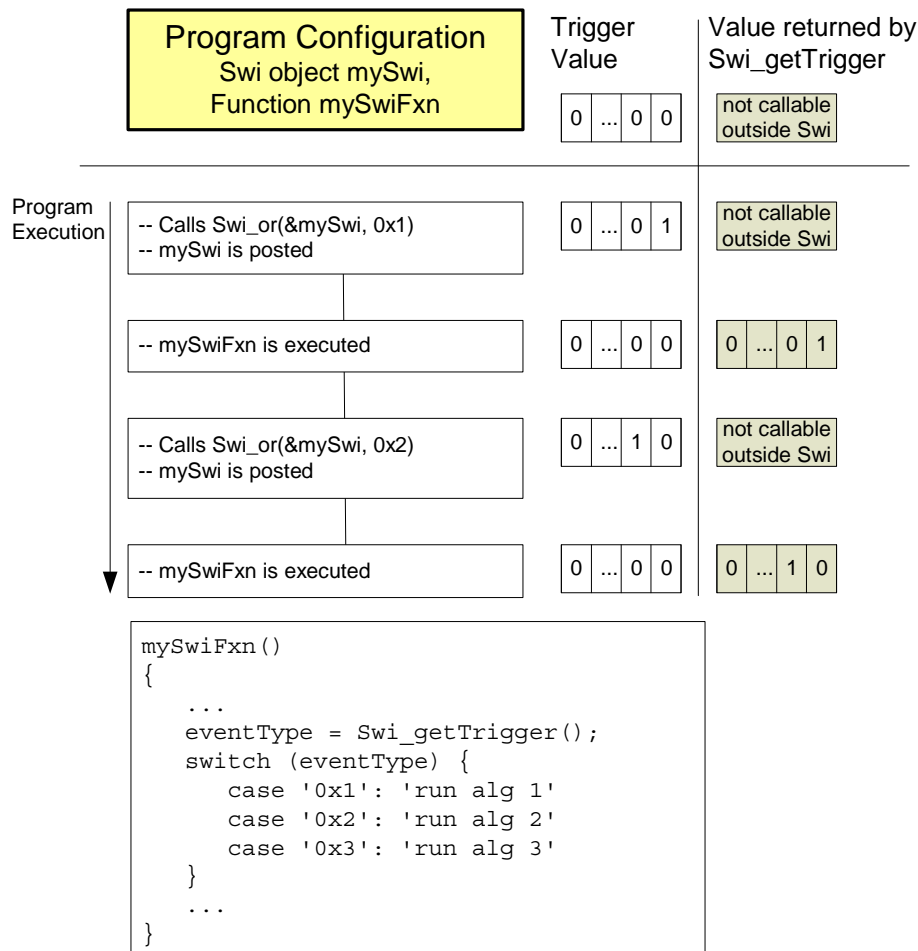 Program Configuration
Swi object mySwi,
Function mySwiFxn
Trigger
Value
Value returned by
Swi_getTrigger
0 ... 0 0
not callable
outside Swi
Program
Execution
-- Calls Swi_or(&mySwi, 0x1)
-- mySwi is posted
0 ... 0 1
not callable
outside Swi
-- mySwiFxn is executed
0 ... 0 0
0 ... 0 1
-- Calls Swi_or(&mySwi, 0x2)
-- mySwi is posted
0 ... 1 0
not callable
outside Swi
-- mySwiFxn is executed
0 ... 0 0
0 ... 1 0
mySwiFxn()
{
...
eventType = Swi_getTrigger();
switch (eventType) {
case '0x1': 'run alg 1'
case '0x2': 'run alg 2'
case '0x3': 'run alg 3'
}
...
}